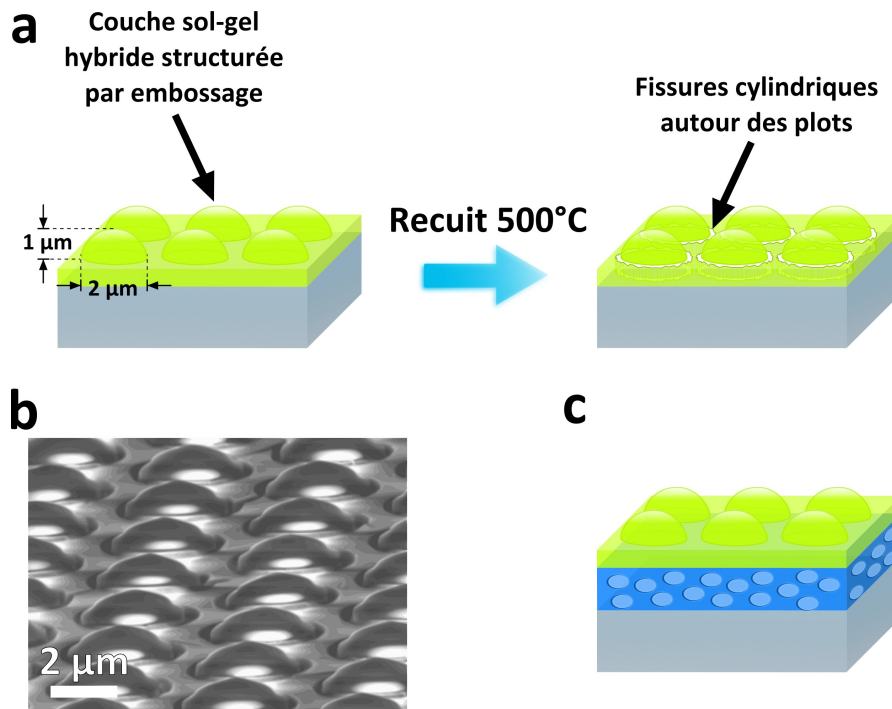 a
Couche sol-gel
hybride structurée
par embossage
Fissures cylindriques
autour des plots
Recuit 500°C
1 µm
2 µm
b
2 µm
c